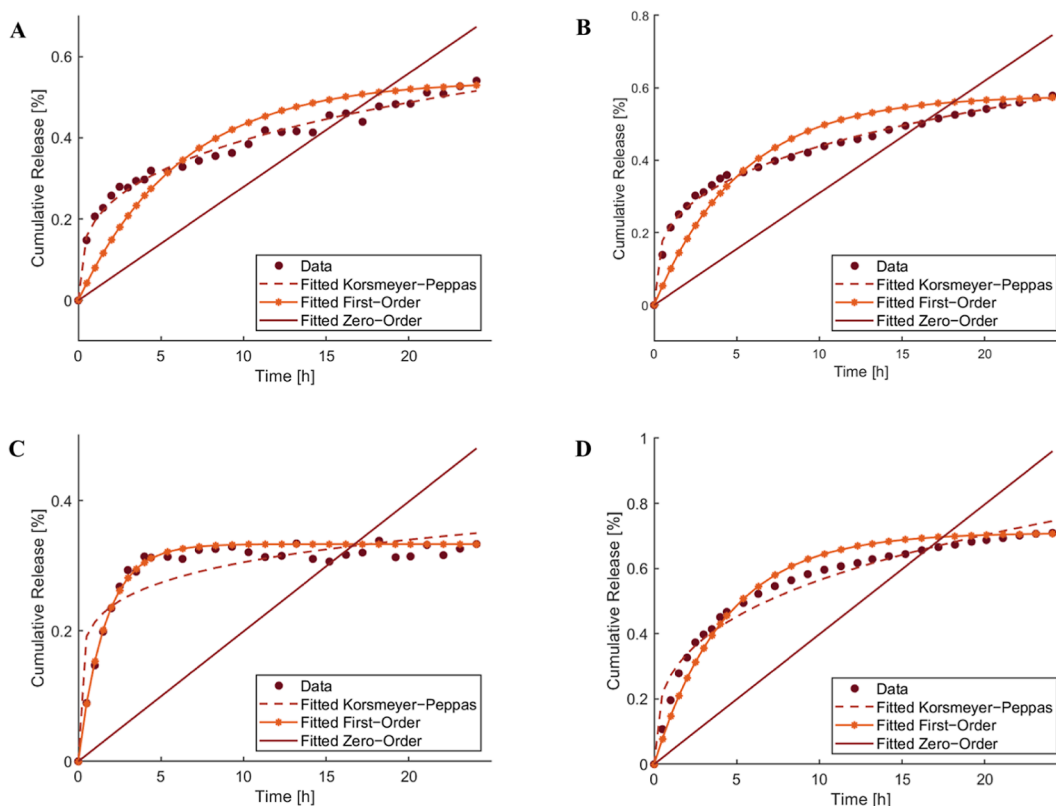 A
Cumulative Release [%]
0.6
0.4
0.2
0
Data
Fitted Korsmeyer-Peppas
Fitted First-Order
Fitted Zero-Order
0 5 10 15 20
Time [h]
B
Cumulative Release [%]
0.8
0.6
0.4
0.2
0
Data
Fitted Korsmeyer-Peppas
Fitted First-Order
Fitted Zero-Order
0 5 10 15 20
Time [h]
C
Cumulative Release [%]
0.4
0.2
0
Data
Fitted Korsmeyer-Peppas
Fitted First-Order
Fitted Zero-Order
0 5 10 15 20
Time [h]
D
Cumulative Release [%]
1
0.8
0.6
0.4
0.2
0
Data
Fitted Korsmeyer-Peppas
Fitted First-Order
Fitted Zero-Order
0 5 10 15 20
Time [h]